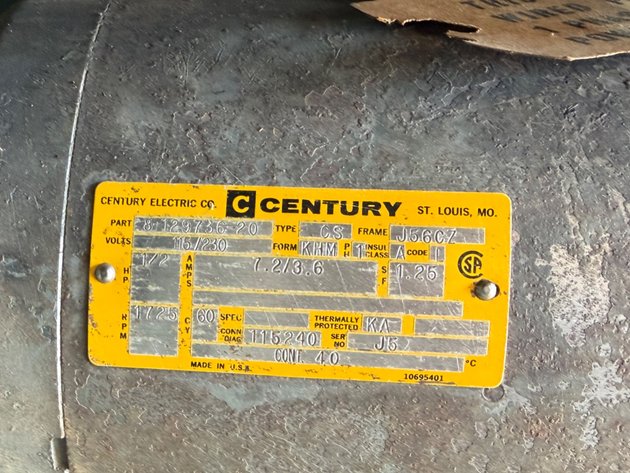 CENTURY ELECTRIC CO. C CENTURY ST. LOUIS, MO.
PART 8-129736-20 TYPE CS FRAME J56CZ
VOLTS 115/230 FORM KHM PH 1 INSUL CLASS A CODE L
HP 1/2 AMPS 7.2/3.6 SF 1.25
RPM 1725 CY 60 SPEC THERMALLY PROTECTED KA
CONN DIAG 115240 SER NO J52
CONT. 40 °C
MADE IN U.S.A. 10695401